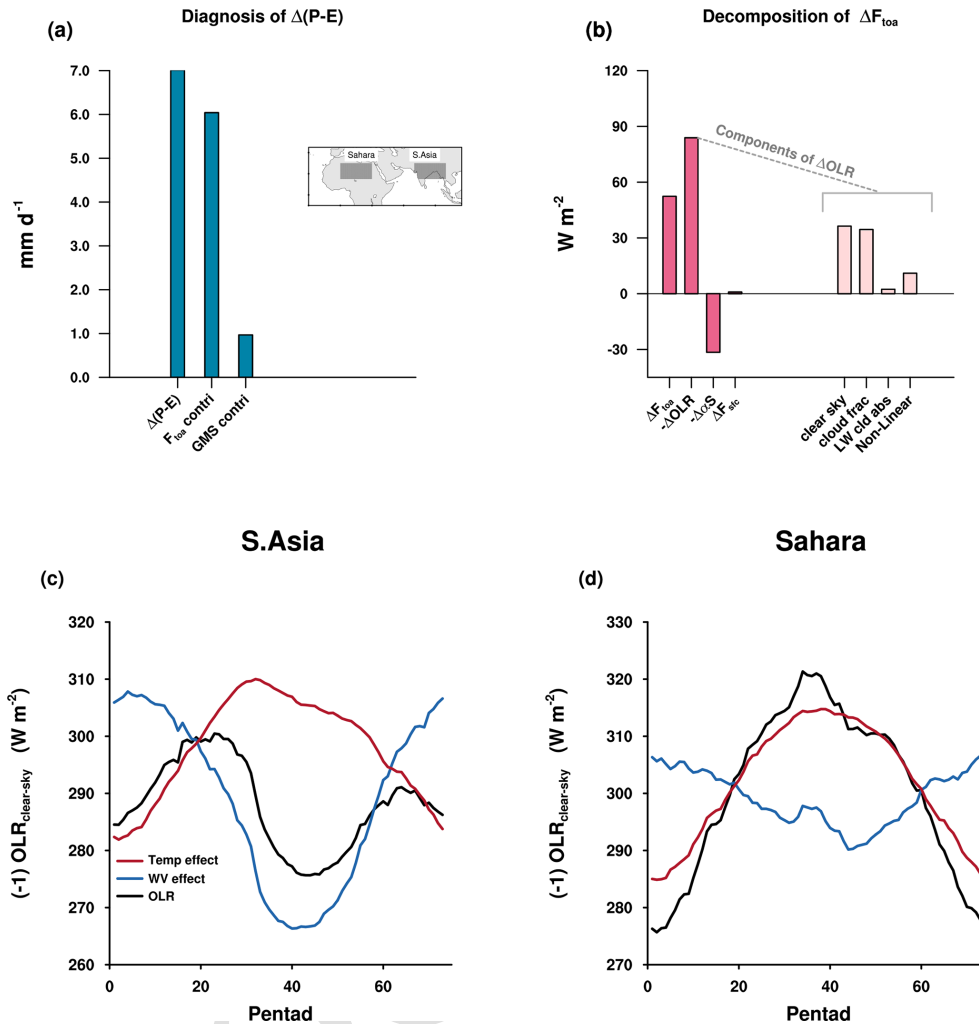 Diagnosis of Δ(P-E)
(a)
7.0
6.0
5.0
4.0
3.0
2.0
1.0
0.0
mm d-1
Δ(P-E)
Ftoa contri
GMS contri
Sahara
S.Asia
Decomposition of ΔFtoa
(b)
120
90
60
30
0
-30
W m-2
Components of ΔOLR
ΔFtoa
-ΔOLR
-ΔαS
ΔFsfc
clear sky
cloud frac
LW cld abs
Non-Linear
S.Asia
(c)
320
310
300
290
280
270
260
(-1) OLRclear-sky (W m-2)
Temp effect
WV effect
OLR
0
20
40
60
Pentad
Sahara
(d)
330
320
310
300
290
280
270
(-1) OLRclear-sky (W m-2)
0
20
40
60
Pentad